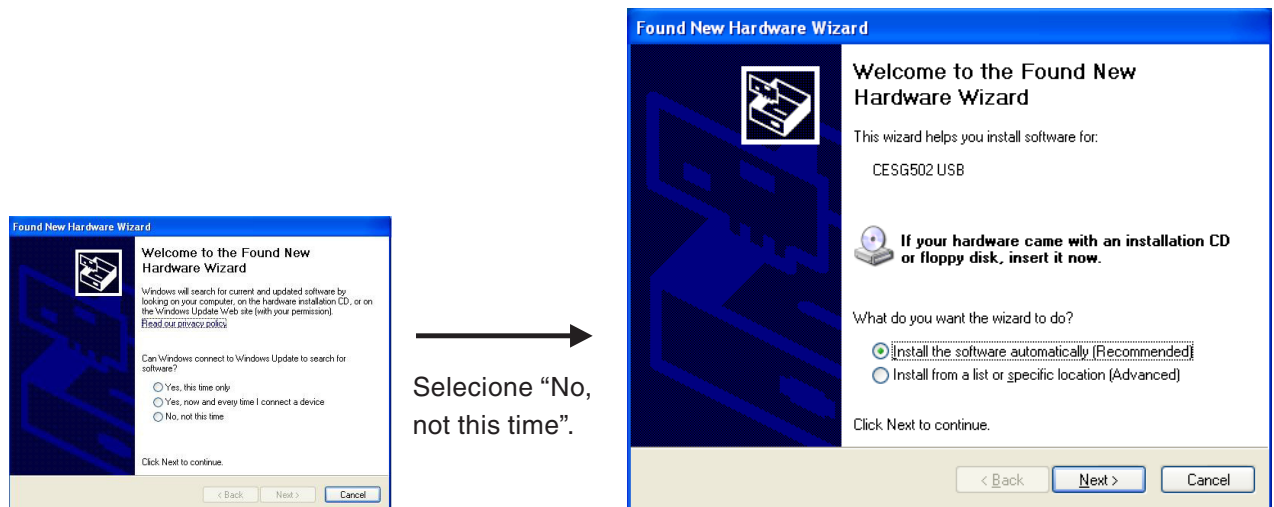 Found New Hardware Wizard
Welcome to the Found New
Hardware Wizard
Windows will search for current and updated software by
looking on your computer, on the hardware installation CD, or on
the Windows Update Web site (with your permission).
Read our privacy policy
Can Windows connect to Windows Update to search for
software?
Yes, this time only
Yes, now and every time I connect a device
No, not this time
Click Next to continue.
< Back
Next >
Cancel
Selecione “No,
not this time”.
Found New Hardware Wizard
Welcome to the Found New
Hardware Wizard
This wizard helps you install software for:
CESG502 USB
If your hardware came with an installation CD
or floppy disk, insert it now.
What do you want the wizard to do?
Install the software automatically (Recommended)
Install from a list or specific location (Advanced)
Click Next to continue.
< Back
Next >
Cancel